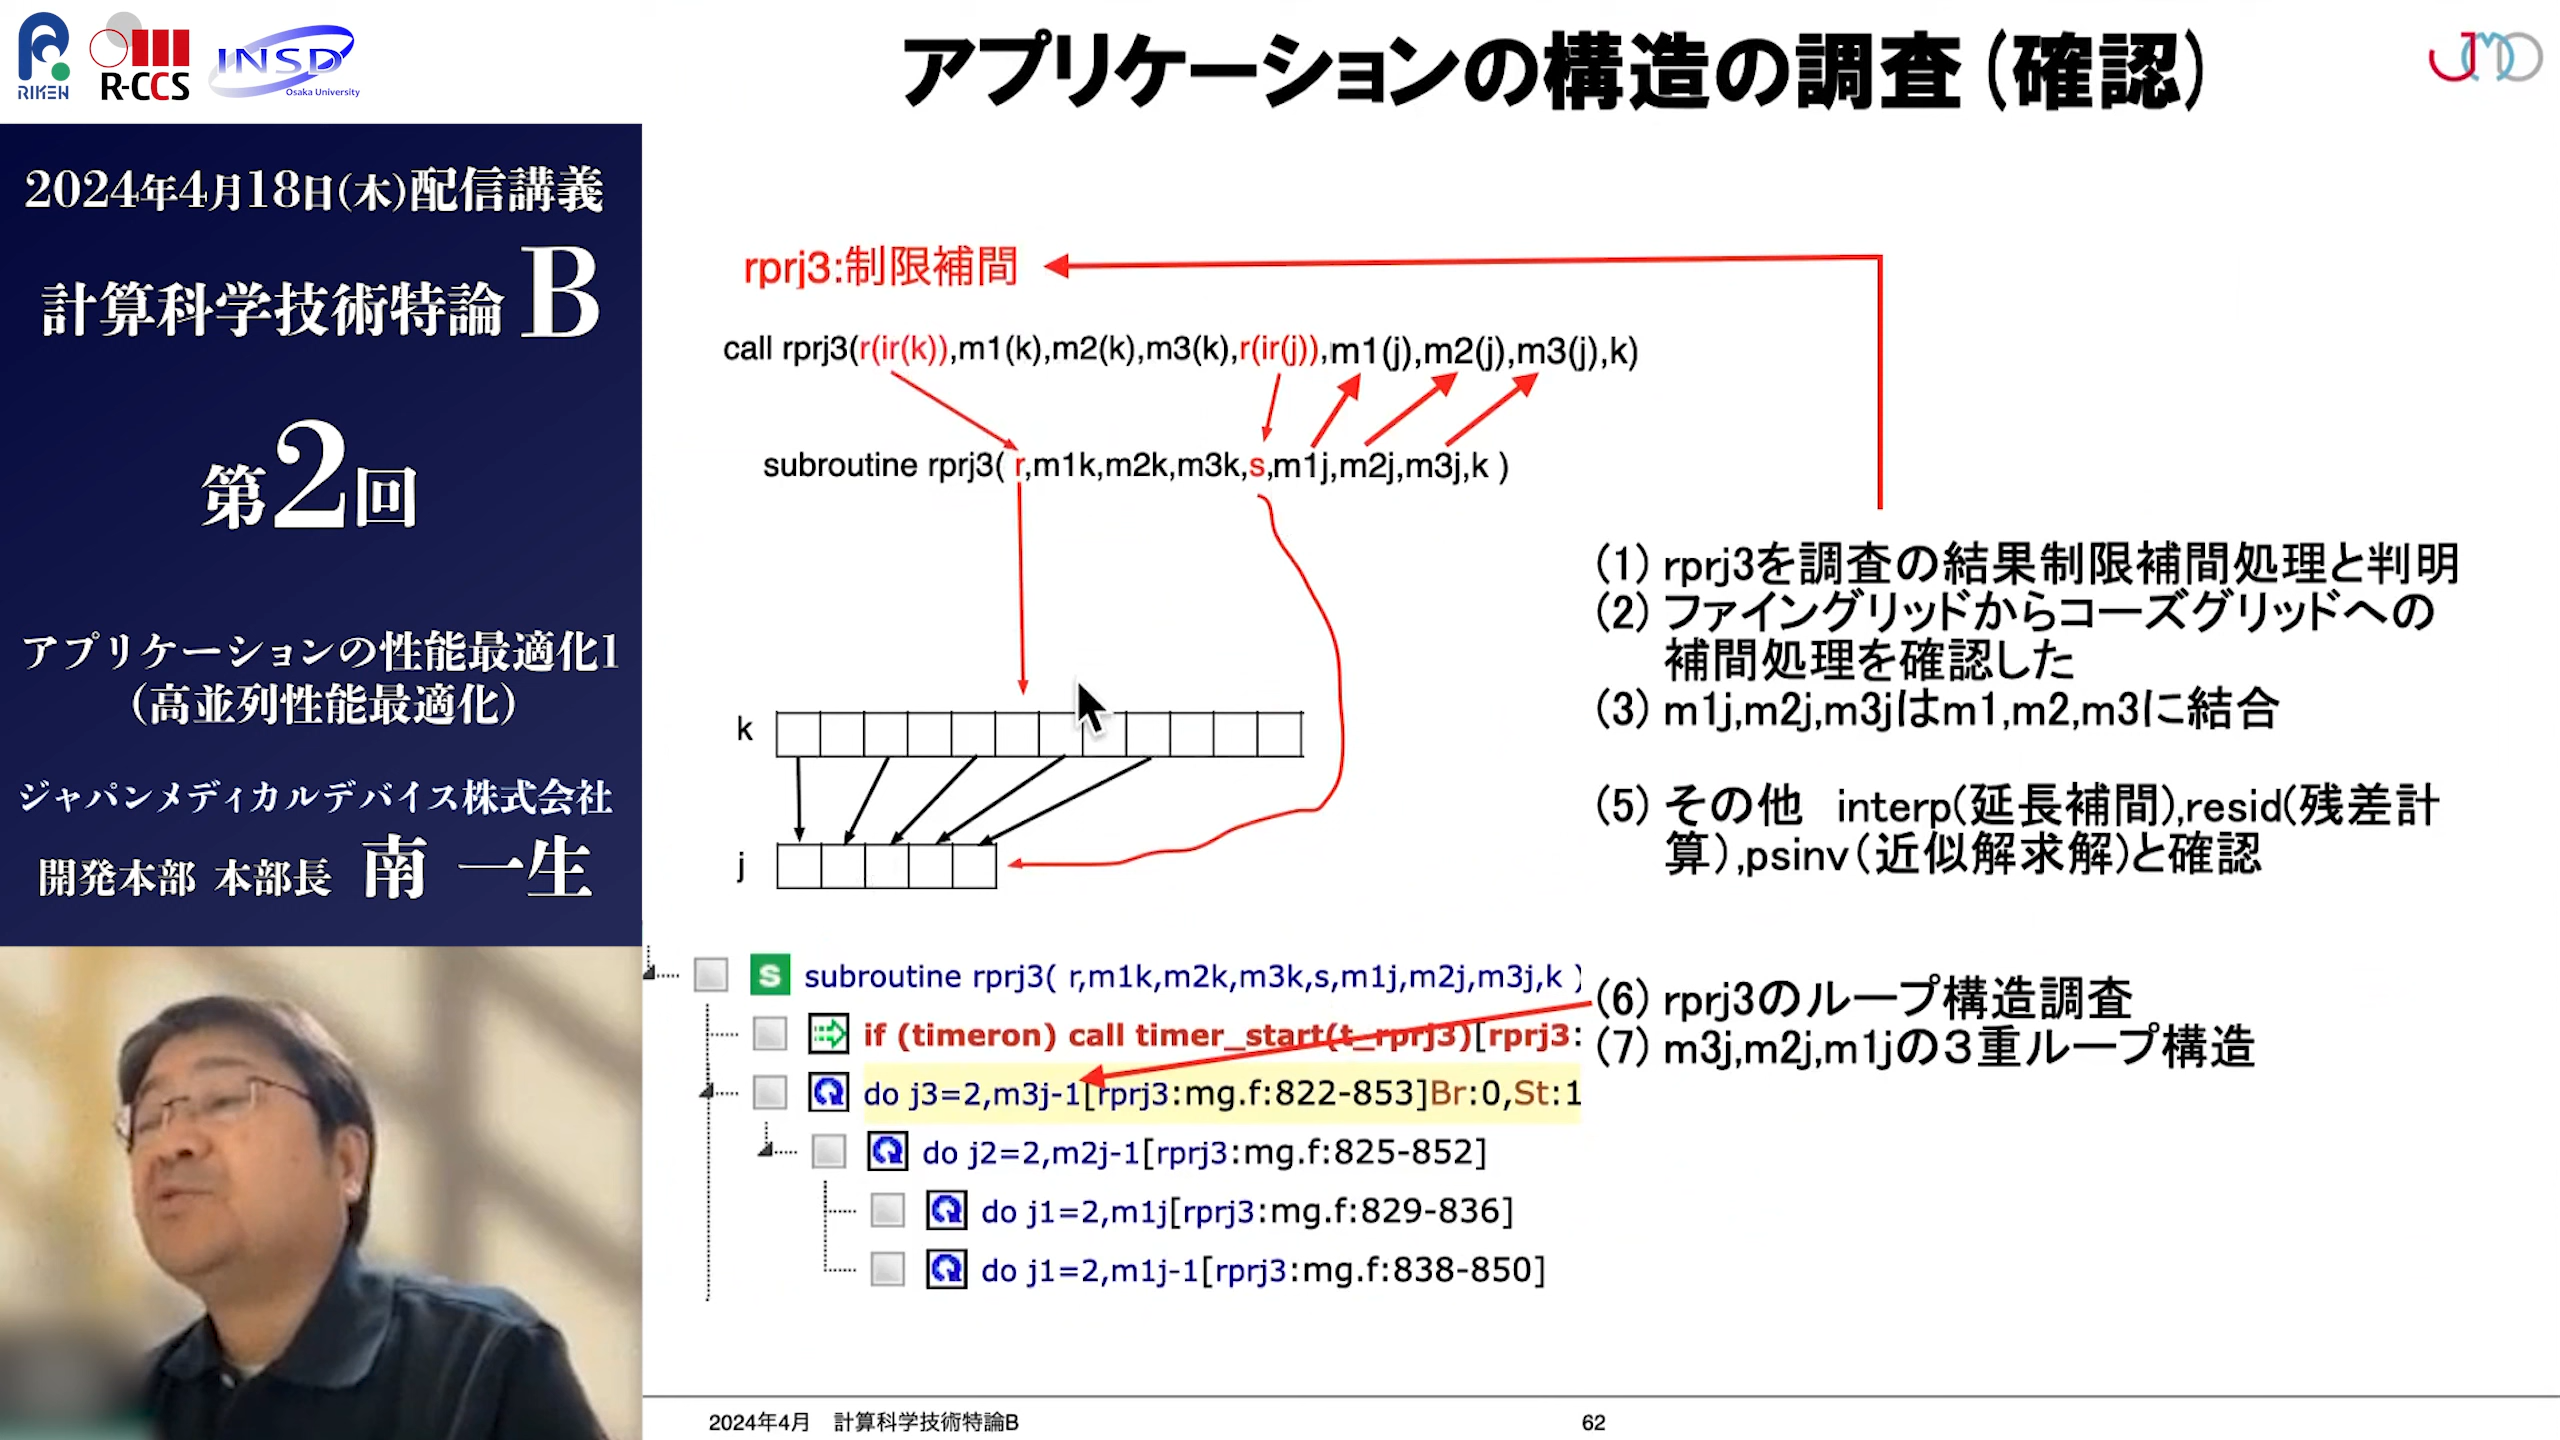 RIKEN
R-CCS
INSD
Osaka University
アプリケーションの構造の調査(確認)
JMD
2024年4月18日(木)配信講義
計算科学技術特論 B
第2回
アプリケーションの性能最適化1
(高並列性能最適化)
ジャパンメディカルデバイス株式会社
開発本部 本部長 南 一生
rprj3:制限補間
call rprj3(r(ir(k)),m1(k),m2(k),m3(k),r(ir(j)),m1(j),m2(j),m3(j),k)
subroutine rprj3( r,m1k,m2k,m3k,s,m1j,m2j,m3j,k )
k
j
(1) rprj3を調査の結果制限補間処理と判明
(2) ファイングリッドからコーズグリッドへの
補間処理を確認した
(3) m1j,m2j,m3jはm1,m2,m3に結合
(5) その他 interp(延長補間),resid(残差計
算),psinv(近似解求解)と確認
(6) rprj3のループ構造調査
(7) m3j,m2j,m1jの3重ループ構造
S subroutine rprj3( r,m1k,m2k,m3k,s,m1j,m2j,m3j,k )
if (timeron) call timer_start(t_rprj3)[rprj3:
do j3=2,m3j-1[rprj3:mg.f:822-853]Br:0,St:1
do j2=2,m2j-1[rprj3:mg.f:825-852]
do j1=2,m1j[rprj3:mg.f:829-836]
do j1=2,m1j-1[rprj3:mg.f:838-850]
2024年4月 計算科学技術特論B
62